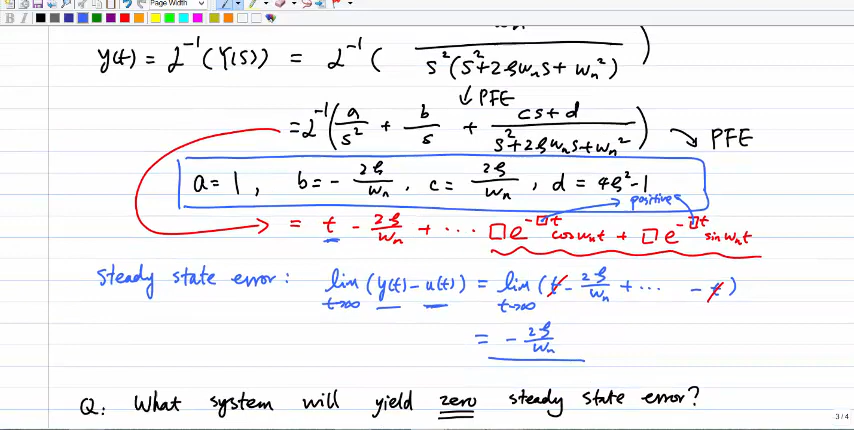 Page Width
B I
y(t) = ℒ⁻¹(Y(s)) = ℒ⁻¹( / s²(s²+2ζωₙs+ωₙ²) )
↓ PFE
= ℒ⁻¹( a/s² + b/s + (cs+d)/(s²+2ζωₙs+ωₙ²) ) → PFE
a = 1, b = - 2ζ/ωₙ, c = 2ζ/ωₙ, d = 4ζ²-1
positive
= t - 2ζ/ωₙ + ··· □e^(-□t) cos ωₙt + □e^(-□t) sin ωₙt
Steady state error: lim t→∞ (y(t) - u(t)) = lim t→∞ (t - 2ζ/ωₙ + ··· - t)
= - 2ζ/ωₙ
Q: What system will yield zero steady state error?
3 / 4